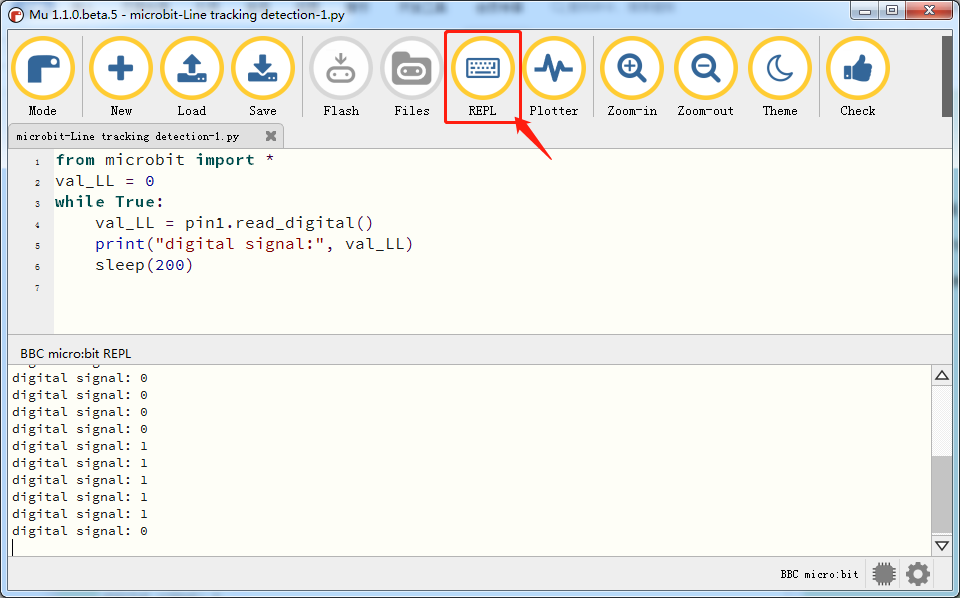 Mu 1.1.0.beta.5 - microbit-Line tracking detection-1.py
Mode New Load Save Flash Files REPL Plotter Zoom-in Zoom-out Theme Check
microbit-Line tracking detection-1.py
1 from microbit import *
2 val_LL = 0
3 while True:
4 val_LL = pin1.read_digital()
5 print("digital signal:", val_LL)
6 sleep(200)
7
BBC micro:bit REPL
digital signal: 0
digital signal: 0
digital signal: 0
digital signal: 0
digital signal: 1
digital signal: 1
digital signal: 1
digital signal: 1
digital signal: 1
digital signal: 0
BBC micro:bit